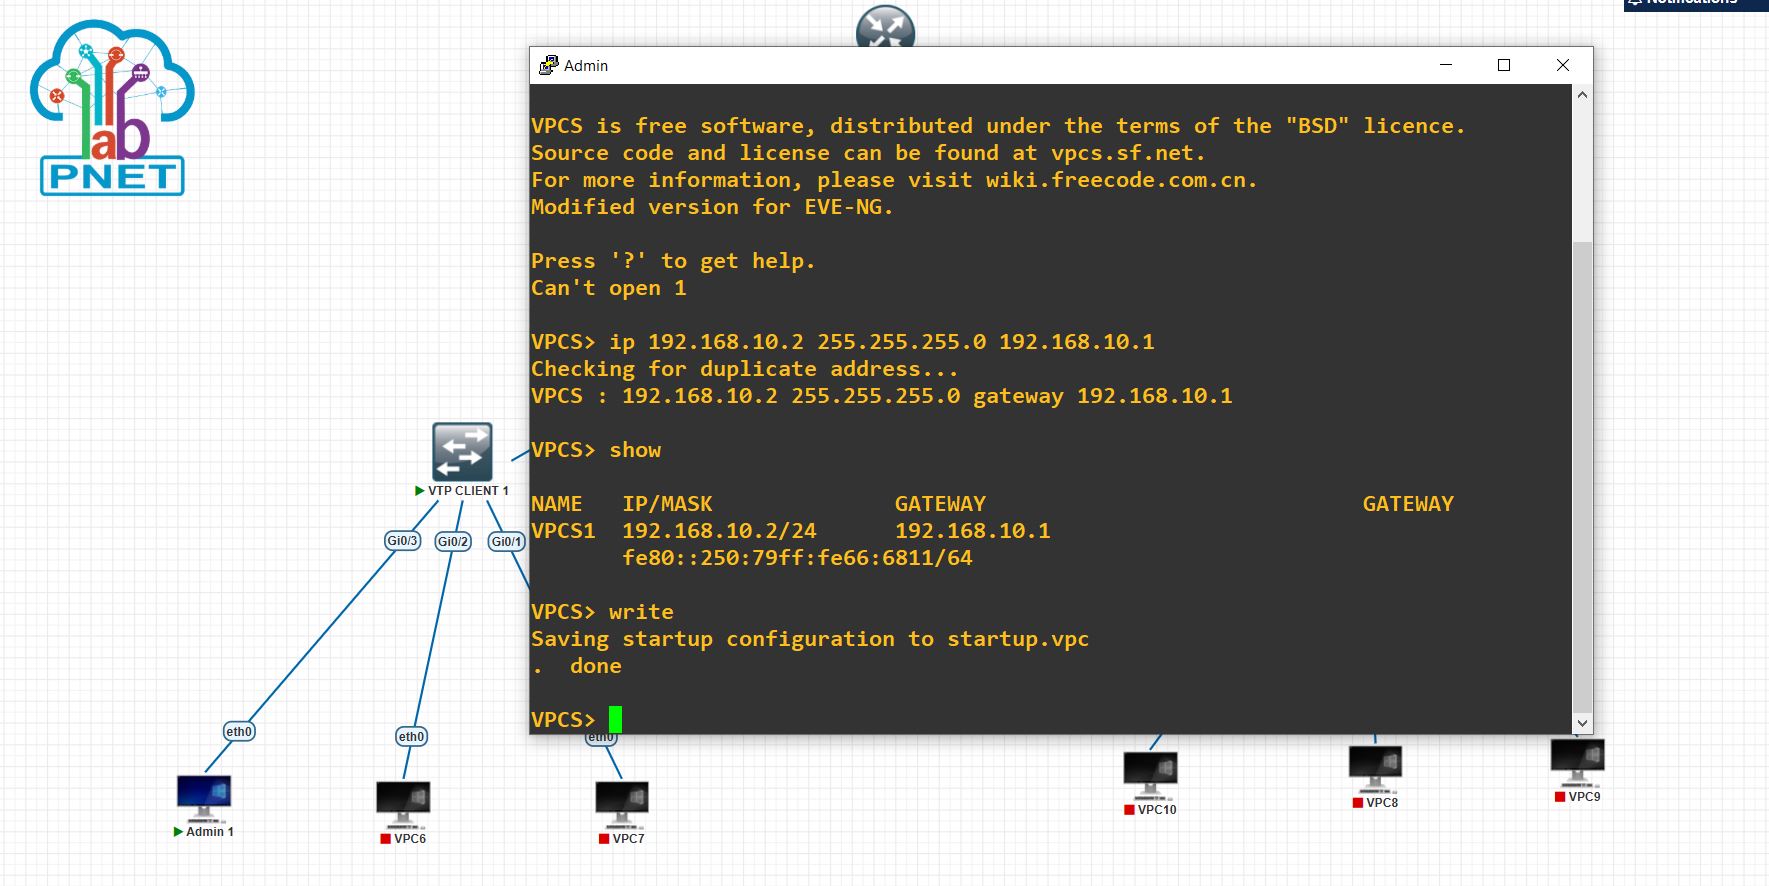 Notifications
lab
PNET
Admin
VPCS is free software, distributed under the terms of the "BSD" licence.
Source code and license can be found at vpcs.sf.net.
For more information, please visit wiki.freecode.com.cn.
Modified version for EVE-NG.
Press '?' to get help.
Can't open 1
VPCS> ip 192.168.10.2 255.255.255.0 192.168.10.1
Checking for duplicate address...
VPCS : 192.168.10.2 255.255.255.0 gateway 192.168.10.1
VPCS> show
NAME IP/MASK GATEWAY GATEWAY
VPCS1 192.168.10.2/24 192.168.10.1
fe80::250:79ff:fe66:6811/64
VPCS> write
Saving startup configuration to startup.vpc
. done
VPCS>
VTP CLIENT 1
Gi0/3 Gi0/2 Gi0/1
eth0 eth0 eth0
Admin 1 VPC6 VPC7 VPC10 VPC8 VPC9